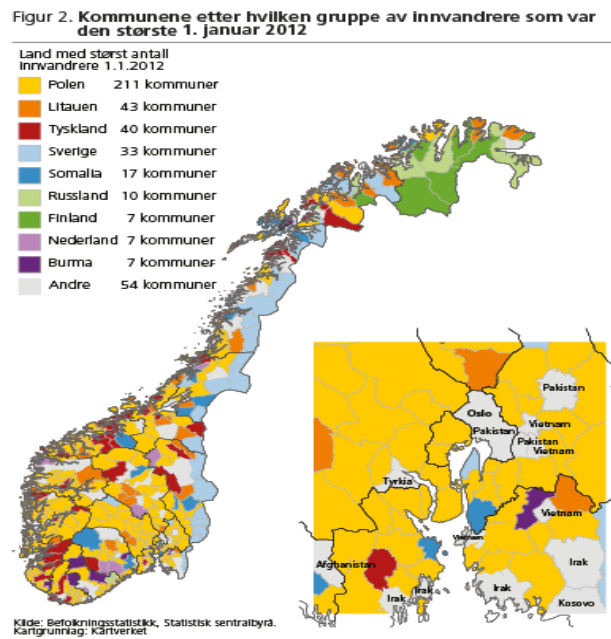 Figur 2. Kommunene etter hvilken gruppe av innvandrere som var
den største 1. januar 2012
Land med størst antall
Innvandrere 1.1.2012
Polen 211 kommuner
Litauen 43 kommuner
Tyskland 40 kommuner
Sverige 33 kommuner
Somalia 17 kommuner
Russland 10 kommuner
Finland 7 kommuner
Nederland 7 kommuner
Burma 7 kommuner
Andre 54 kommuner
Pakistan
Oslo
Pakistan
Vietnam
Pakistan
Vietnam
Tyrkia
Vietnam
Vietnam
Afghanistan
Irak
Irak
Irak
Irak
Kosovo
Kilde: Befolkningsstatistikk, Statistisk sentralbyrå.
Kartgrunnlag: Kartverket